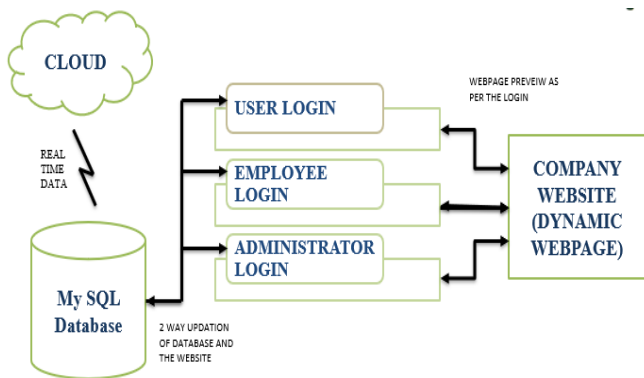 CLOUD
REAL
TIME
DATA
My SQL
Database
2 WAY UPDATION
OF DATABASE AND
THE WEBSITE
USER LOGIN
EMPLOYEE
LOGIN
ADMINISTRATOR
LOGIN
WEBPAGE PREVEIW AS
PER THE LOGIN
COMPANY
WEBSITE
(DYNAMIC
WEBPAGE)